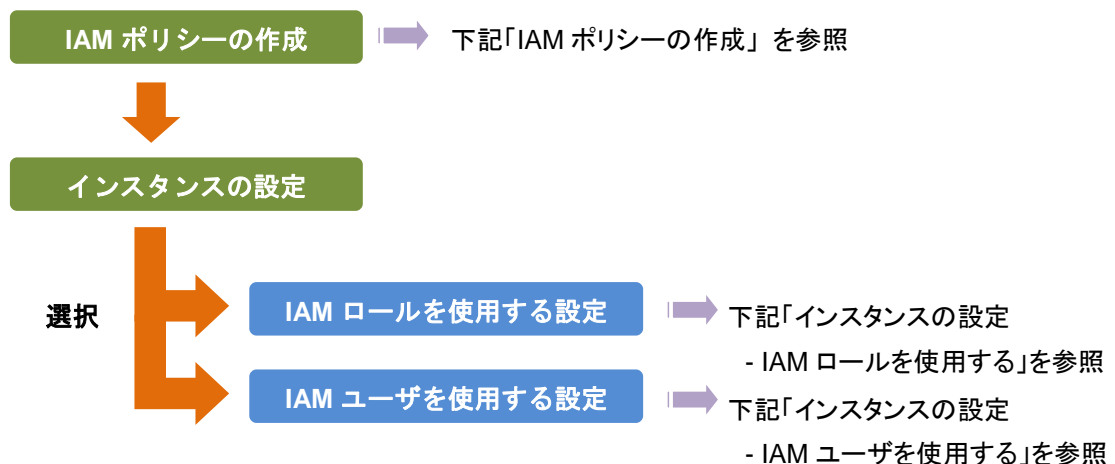 IAM ポリシーの作成
下記「IAM ポリシーの作成」を参照
インスタンスの設定
選択
IAM ロールを使用する設定
下記「インスタンスの設定
- IAM ロールを使用する」を参照
IAM ユーザを使用する設定
下記「インスタンスの設定
- IAM ユーザを使用する」を参照